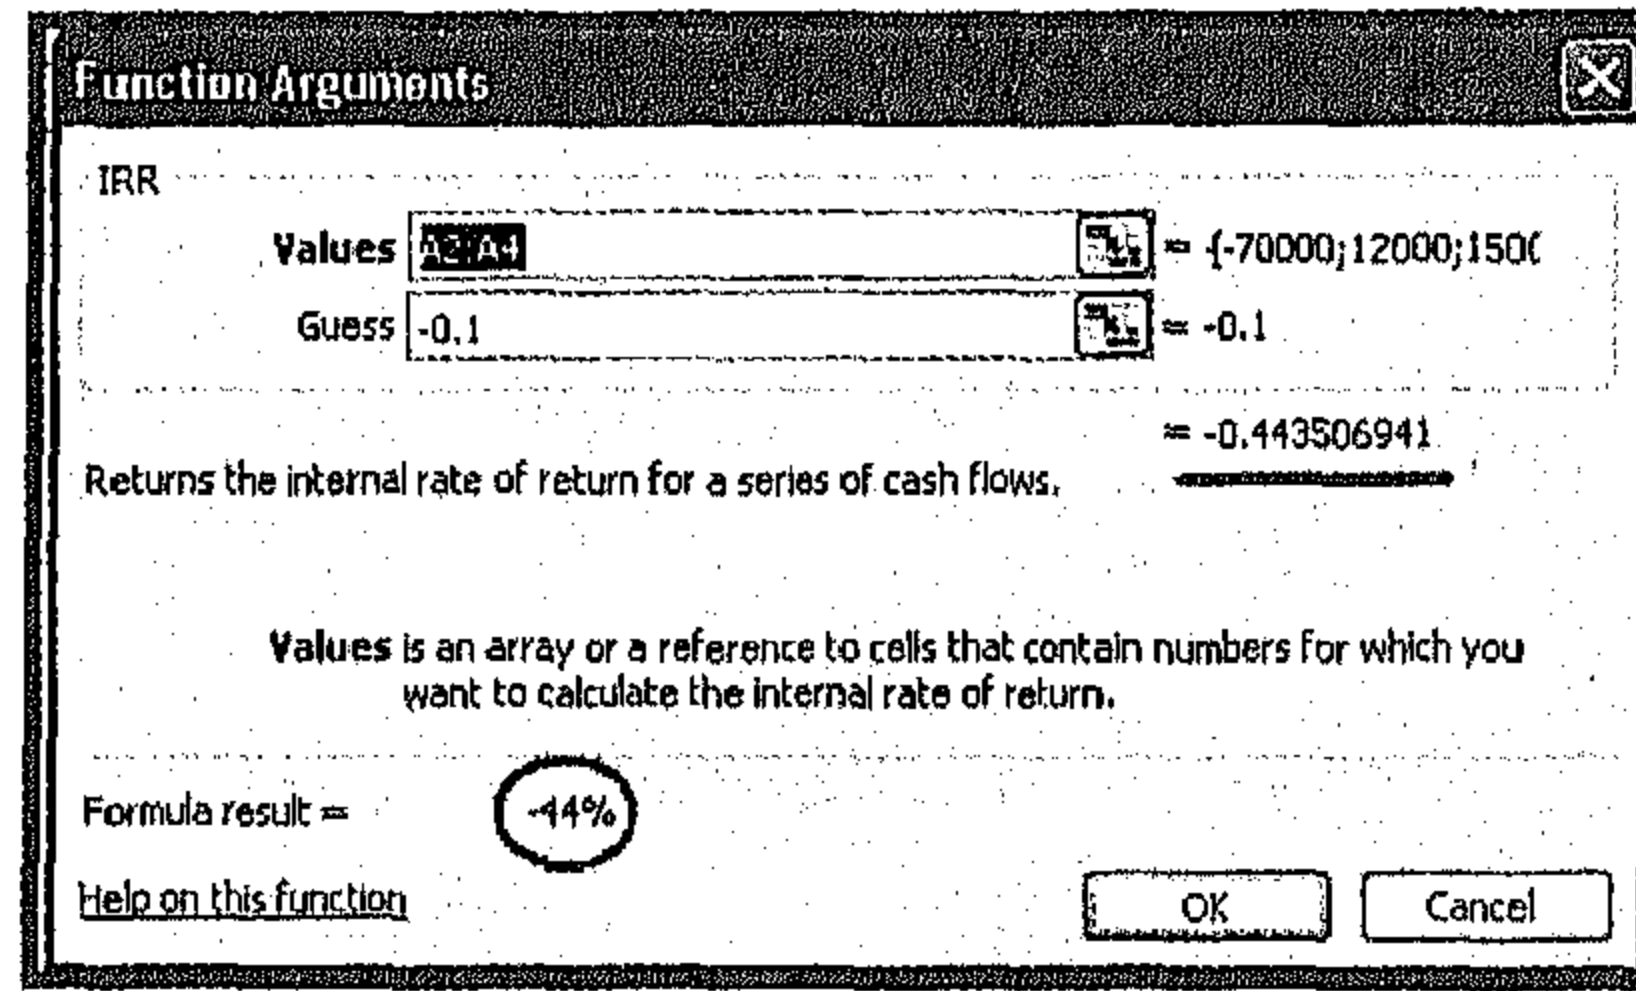 Function Arguments
IRR
Values A2:A4 = {-70000;12000;1500
Guess -0.1 = -0.1
= -0.443506941
Returns the internal rate of return for a series of cash flows.
Values is an array or a reference to cells that contain numbers for which you
want to calculate the internal rate of return.
Formula result = -44%
Help on this function
OK Cancel